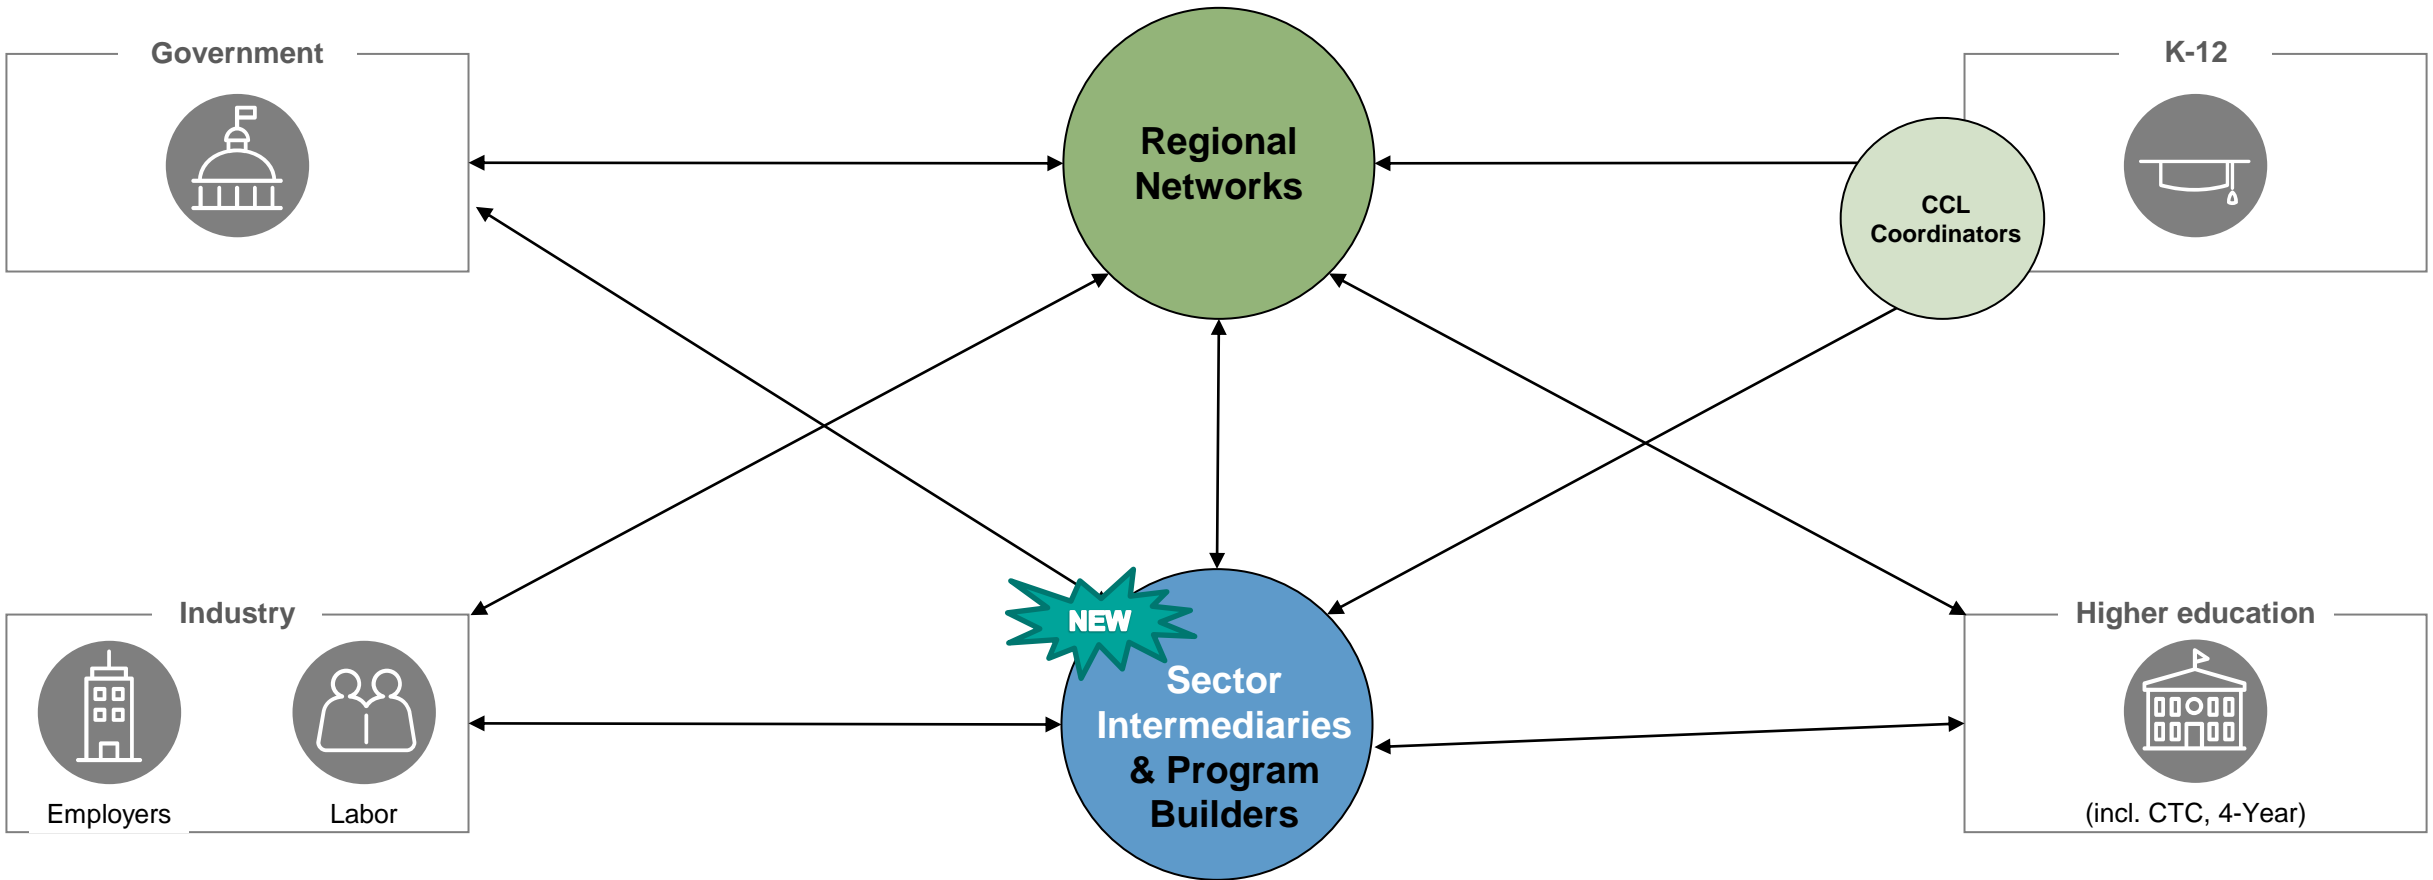 Government
Regional
Networks
K-12
CCL
Coordinators
Industry
Employers
Labor
NEW
Sector
Intermediaries
& Program
Builders
Higher education
(incl. CTC, 4-Year)